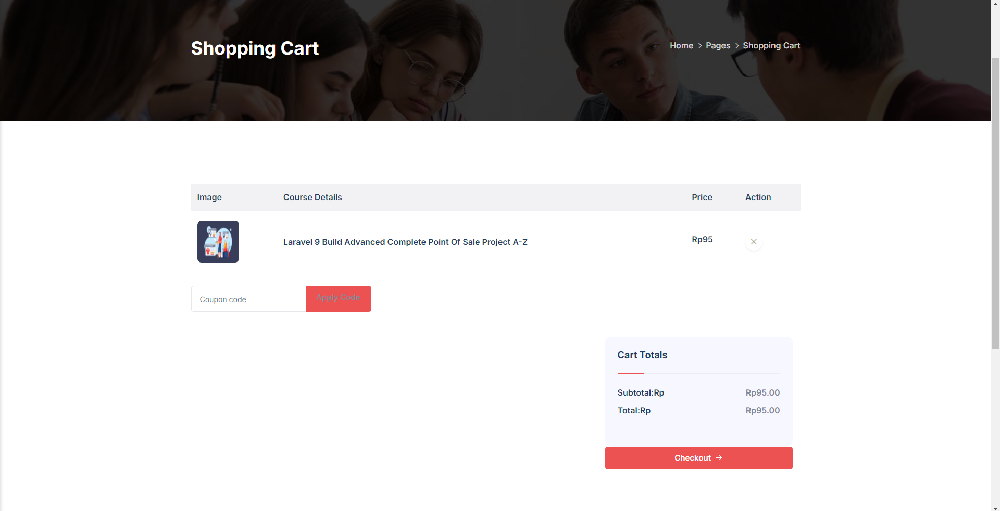 Shopping Cart
Home > Pages > Shopping Cart
Image Course Details Price Action
Laravel 9 Build Advanced Complete Point Of Sale Project A-Z Rp95
Coupon code Apply Code
Cart Totals
Subtotal:Rp Rp95.00
Total:Rp Rp95.00
Checkout →